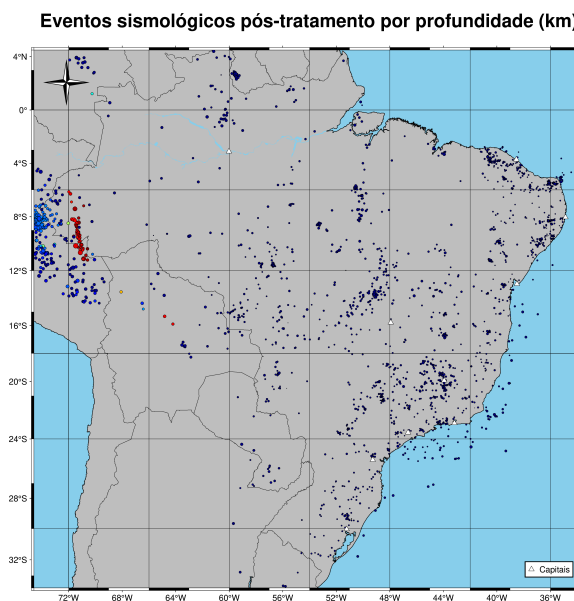 Eventos sismológicos pós-tratamento por profundidade (km)
4°N
0°
4°S
8°S
12°S
16°S
20°S
24°S
28°S
32°S
72°W 68°W 64°W 60°W 56°W 52°W 48°W 44°W 40°W 36°W
Capitais